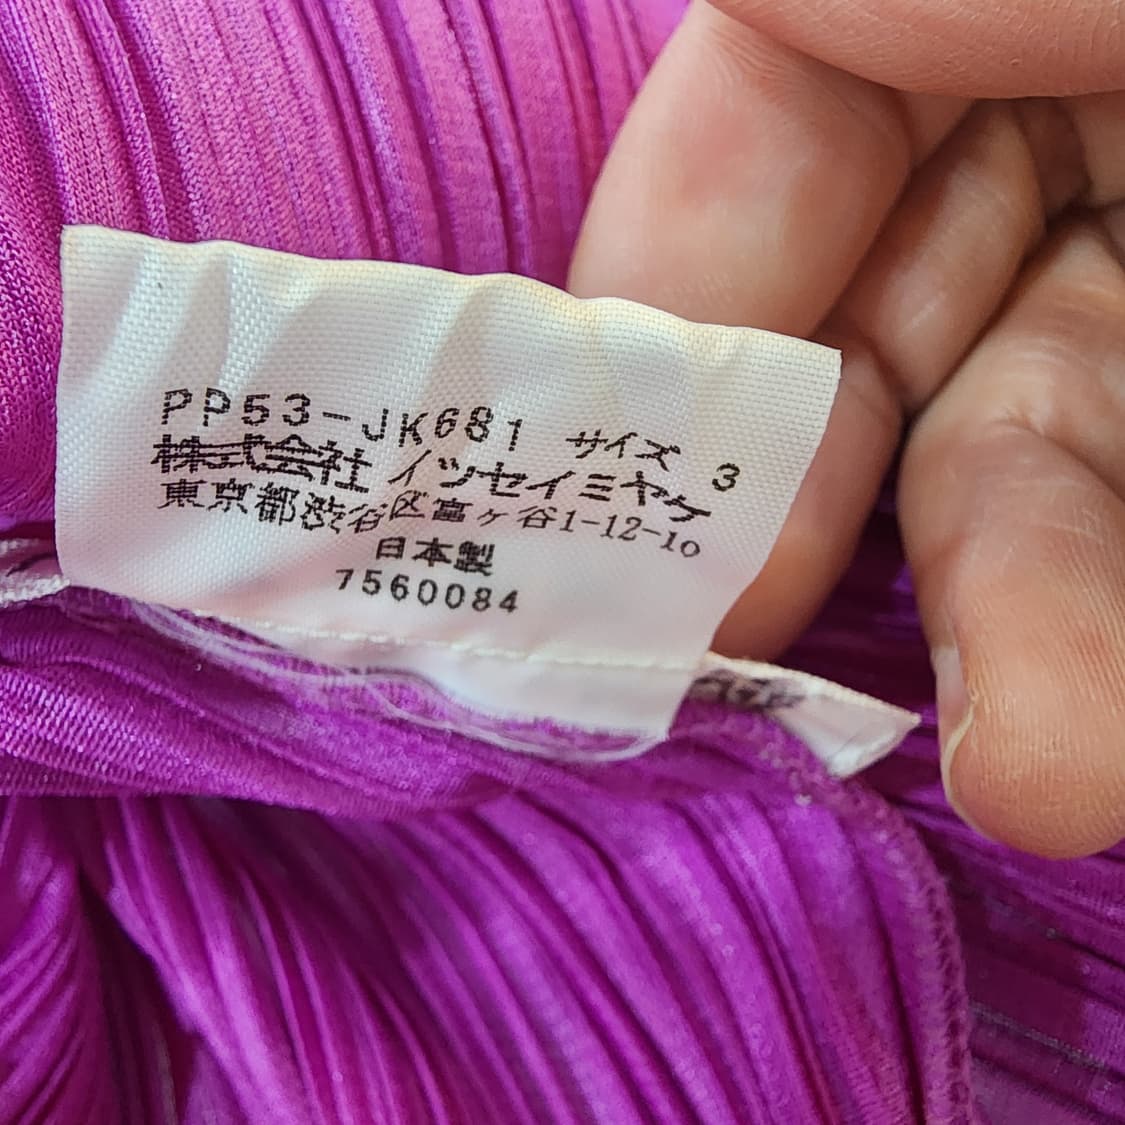 PP53-JK681 サイズ 3
株式会社 イッセイミヤケ
東京都渋谷区富ヶ谷1-12-10
日本製
7560084